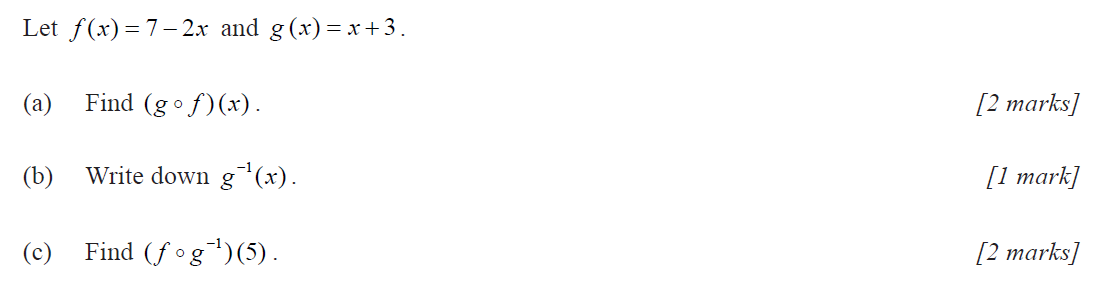 Let f(x) = 7 – 2x and g(x) = x + 3.
(a) Find (g ∘ f)(x). [2 marks]
(b) Write down g⁻¹(x). [1 mark]
(c) Find (f ∘ g⁻¹)(5). [2 marks]